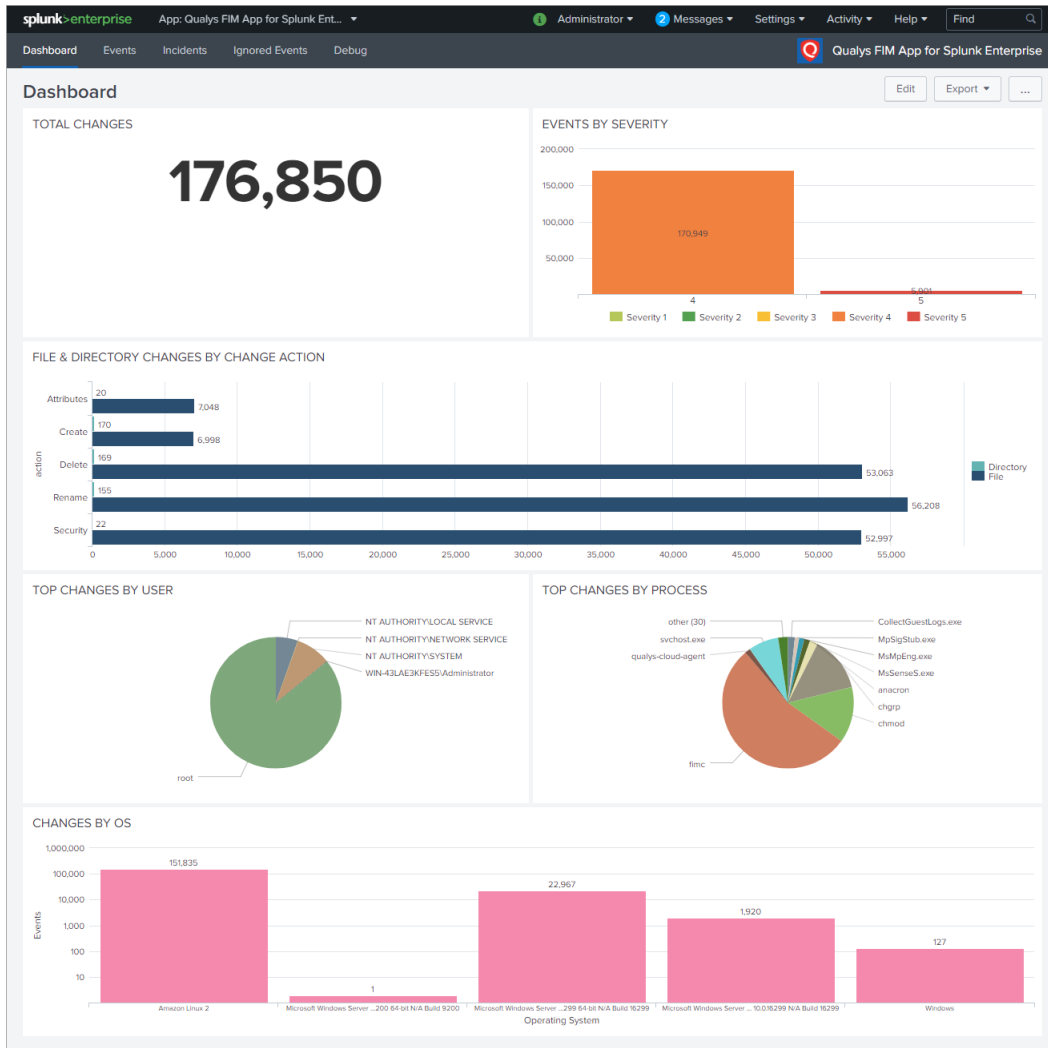 splunk>enterprise App: Qualys FIM App for Splunk Ent... ▾ i Administrator ▾ 2 Messages ▾ Settings ▾ Activity ▾ Help ▾ Find
Dashboard Events Incidents Ignored Events Debug Qualys FIM App for Splunk Enterprise
Dashboard Edit Export ▾ ...
TOTAL CHANGES
176,850
EVENTS BY SEVERITY
200,000
150,000
100,000
50,000
170,949
5,901
4 5
Severity 1 Severity 2 Severity 3 Severity 4 Severity 5
FILE & DIRECTORY CHANGES BY CHANGE ACTION
action
Attributes 20
7,048
Create 170
6,998
Delete 169
53,063
Rename 155
56,208
Security 22
52,997
0 5,000 10,000 15,000 20,000 25,000 30,000 35,000 40,000 45,000 50,000 55,000
Directory
File
TOP CHANGES BY USER
NT AUTHORITY\LOCAL SERVICE
NT AUTHORITY\NETWORK SERVICE
NT AUTHORITY\SYSTEM
WIN-43LAE3KFES5\Administrator
root
TOP CHANGES BY PROCESS
other (30)
svchost.exe
qualys-cloud-agent
fimc
CollectGuestLogs.exe
MpSigStub.exe
MsMpEng.exe
MsSenseS.exe
anacron
chgrp
chmod
CHANGES BY OS
Events
1,000,000
100,000
10,000
1,000
100
10
151,835
1
22,967
1,920
127
Amazon Linux 2
Microsoft Windows Server ...200 64-bit N/A Build 9200
Microsoft Windows Server ...299 64-bit N/A Build 16299
Microsoft Windows Server ... 10.0.16299 N/A Build 16299
Windows
Operating System